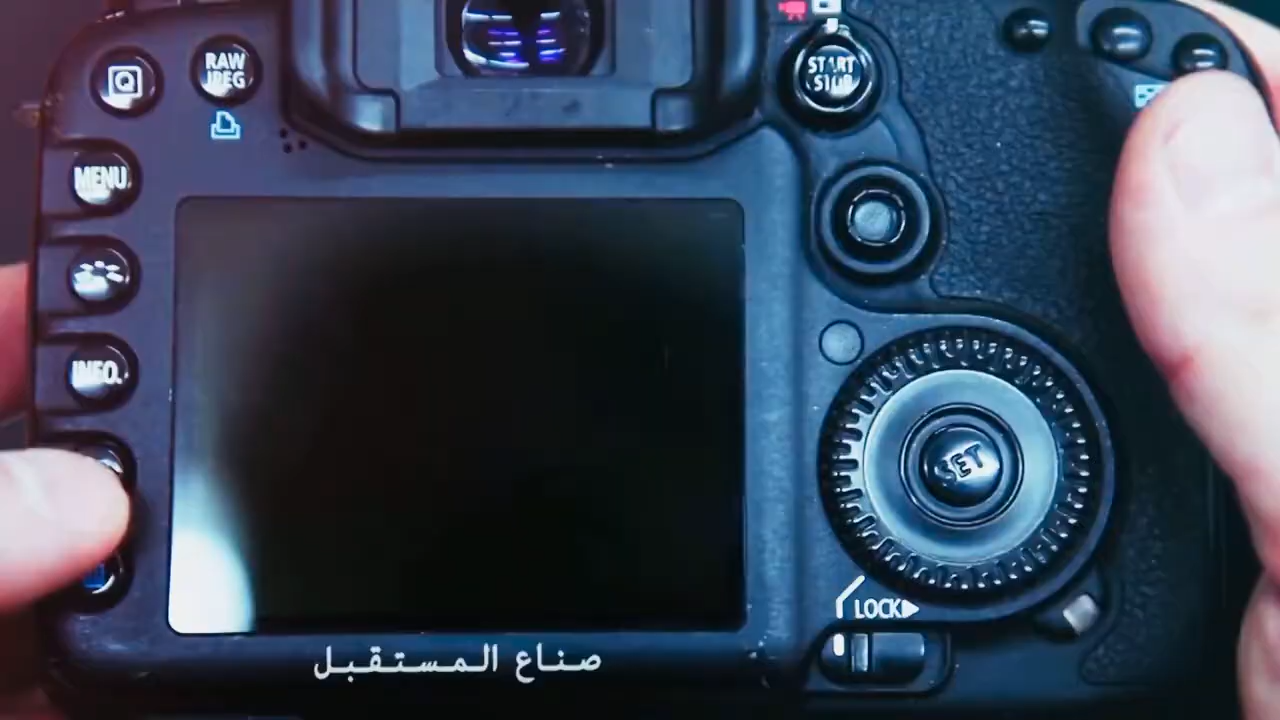 RAW
JPEG
START
STOP
Q
MENU
INFO.
SET
LOCK
صناع المستقبل